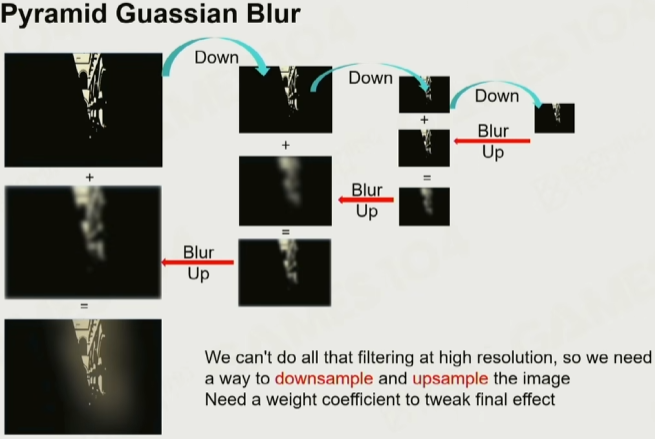 Pyramid Guassian Blur
Down
Down
Down
+
+
+
Blur
Up
=
Blur
Up
=
Blur
Up
=
We can't do all that filtering at high resolution, so we need
a way to downsample and upsample the image
Need a weight coefficient to tweak final effect